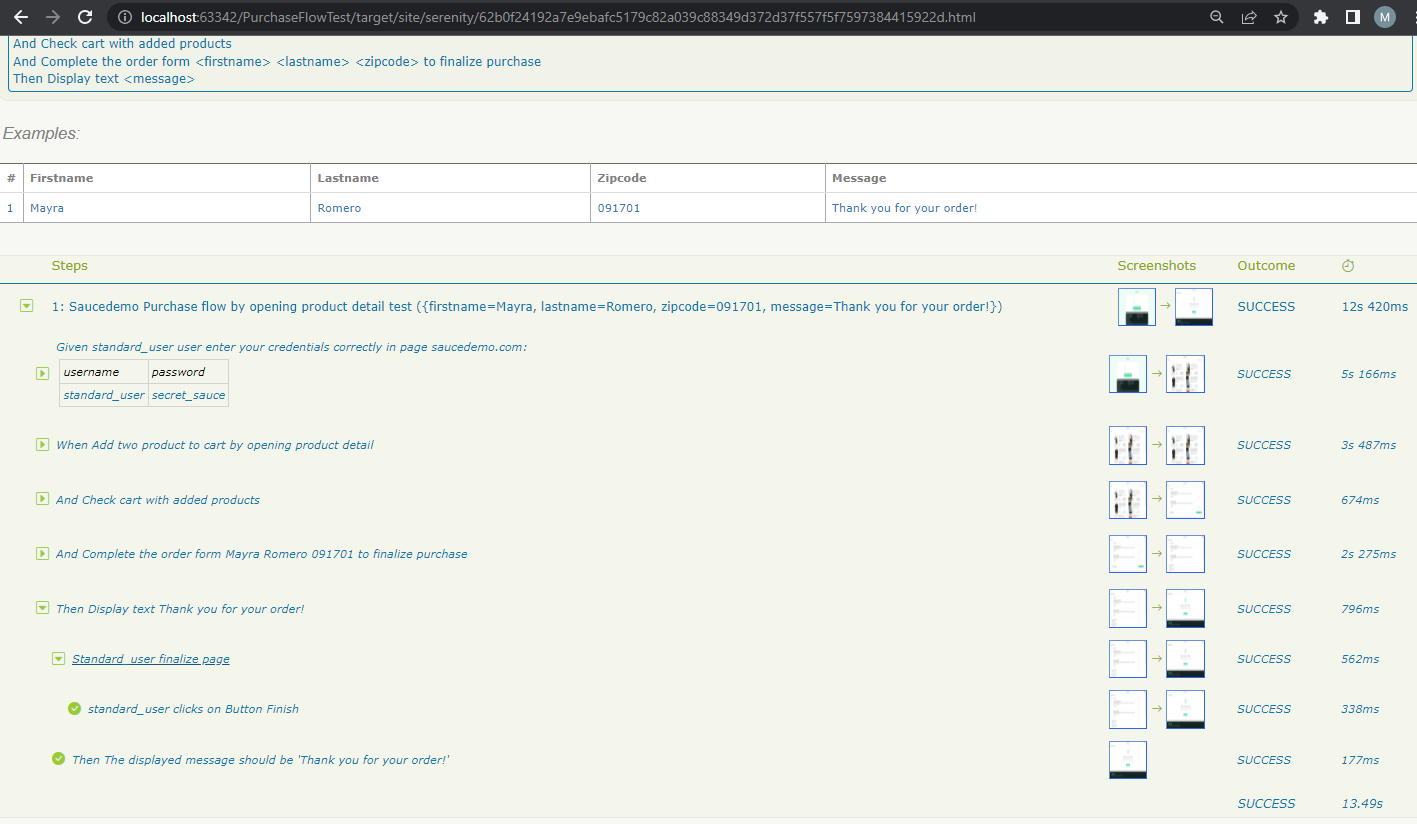 localhost:63342/PurchaseFlowTest/target/site/serenity/62b0f24192a7e9ebafc5179c82a039c88349d372d37f557f5f7597384415922d.html
M
And Check cart with added products
And Complete the order form <firstname> <lastname> <zipcode> to finalize purchase
Then Display text <message>
Examples:
# Firstname Lastname Zipcode Message
1 Mayra Romero 091701 Thank you for your order!
Steps Screenshots Outcome
1: Saucedemo Purchase flow by opening product detail test ({firstname=Mayra, lastname=Romero, zipcode=091701, message=Thank you for your order!}) SUCCESS 12s 420ms
Given standard_user user enter your credentials correctly in page saucedemo.com:
username password
SUCCESS 5s 166ms
standard_user secret_sauce
When Add two product to cart by opening product detail SUCCESS 3s 487ms
And Check cart with added products SUCCESS 674ms
And Complete the order form Mayra Romero 091701 to finalize purchase SUCCESS 2s 275ms
Then Display text Thank you for your order! SUCCESS 796ms
Standard_user finalize page SUCCESS 562ms
standard_user clicks on Button Finish SUCCESS 338ms
Then The displayed message should be 'Thank you for your order!' SUCCESS 177ms
SUCCESS 13.49s